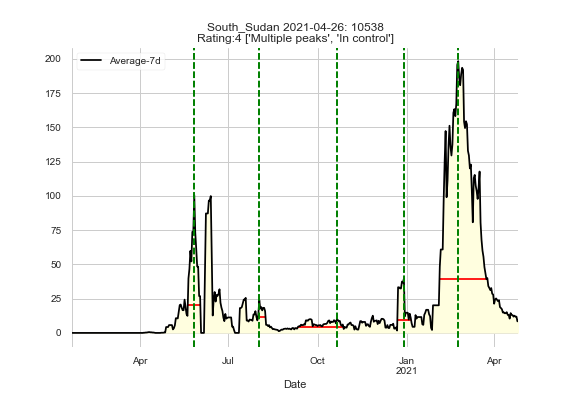 South_Sudan 2021-04-26: 10538
Rating:4 ['Multiple peaks', 'In control']
Average-7d
200
175
150
125
100
75
50
25
0
Apr Jul Oct Jan Apr
2021
Date